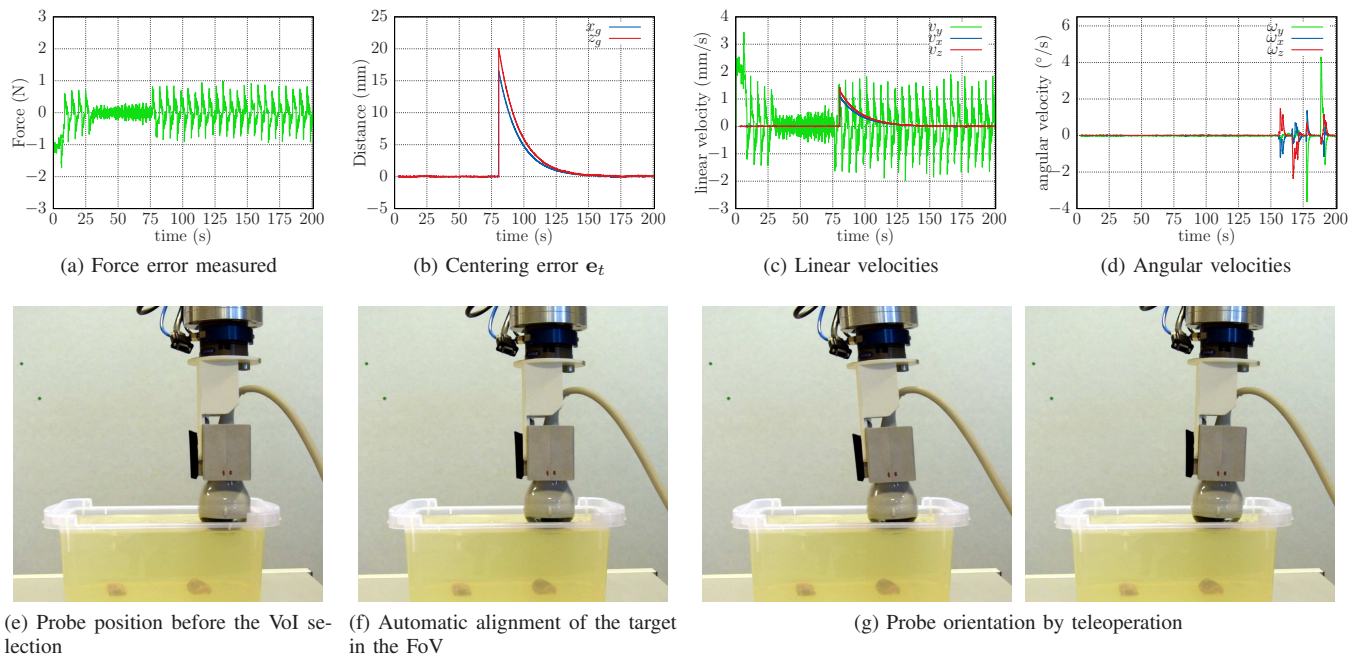 3
2
1
0
−1
−2
−3
Force (N)
0 25 50 75 100 125 150 175 200
time (s)
(a) Force error measured
25
20
15
10
5
0
−5
Distance (mm)
x_g
z_g
0 25 50 75 100 125 150 175 200
time (s)
(b) Centering error e_t
4
3
2
1
0
−1
−2
−3
linear velocity (mm/s)
v_y
v_x
v_z
0 25 50 75 100 125 150 175 200
time (s)
(c) Linear velocities
6
4
2
0
−2
−4
angular velocity (°/s)
ω_y
ω_x
ω_z
0 25 50 75 100 125 150 175 200
time (s)
(d) Angular velocities
(e) Probe position before the VoI se-
lection
(f) Automatic alignment of the target
in the FoV
(g) Probe orientation by teleoperation